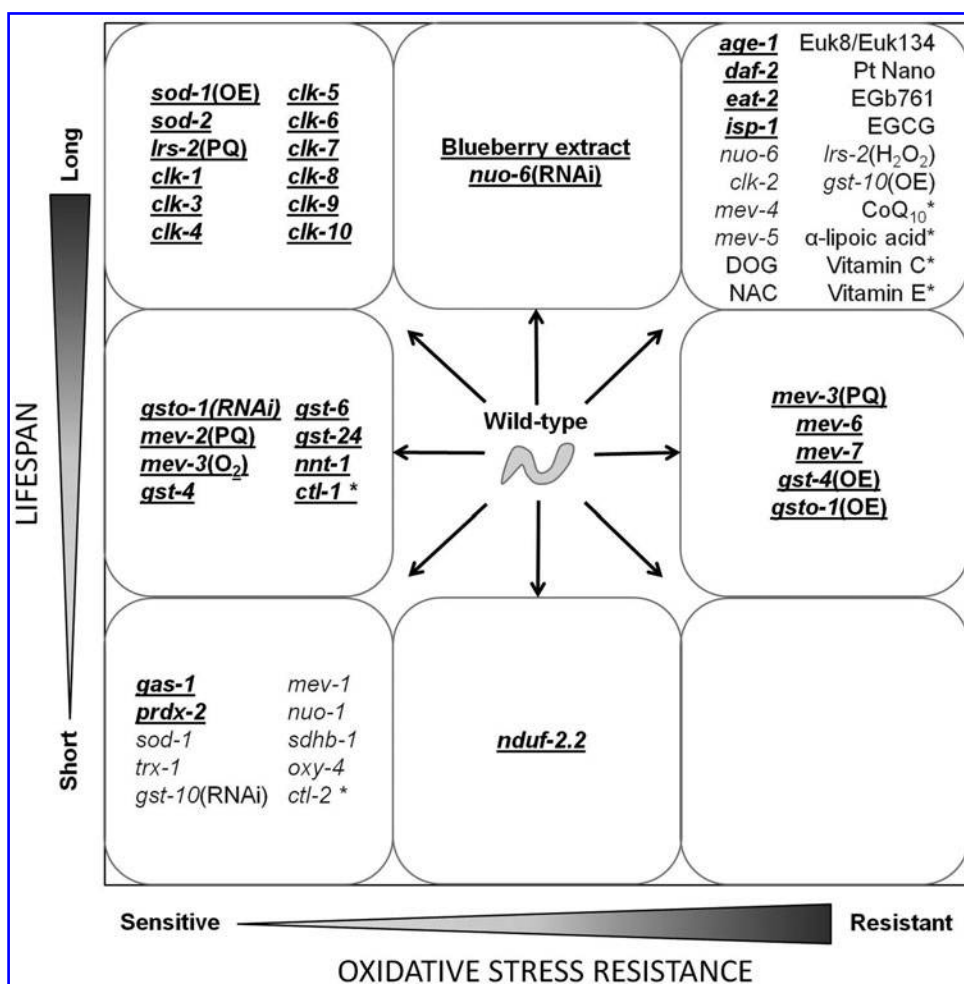 sod-1(OE) clk-5
sod-2 clk-6
lrs-2(PQ) clk-7
clk-1 clk-8
clk-3 clk-9
clk-4 clk-10
Blueberry extract
nuo-6(RNAi)
age-1 Euk8/Euk134
daf-2 Pt Nano
eat-2 EGb761
isp-1 EGCG
nuo-6 lrs-2(H₂O₂)
clk-2 gst-10(OE)
mev-4 CoQ₁₀*
mev-5 α-lipoic acid*
DOG Vitamin C*
NAC Vitamin E*
Long
LIFESPAN
Short
gsto-1(RNAi) gst-6
mev-2(PQ) gst-24
mev-3(O₂) nnt-1
gst-4 ctl-1 *
Wild-type
mev-3(PQ)
mev-6
mev-7
gst-4(OE)
gsto-1(OE)
gas-1 mev-1
prdx-2 nuo-1
sod-1 sdhb-1
trx-1 oxy-4
gst-10(RNAi) ctl-2 *
nduf-2.2
Sensitive Resistant
OXIDATIVE STRESS RESISTANCE